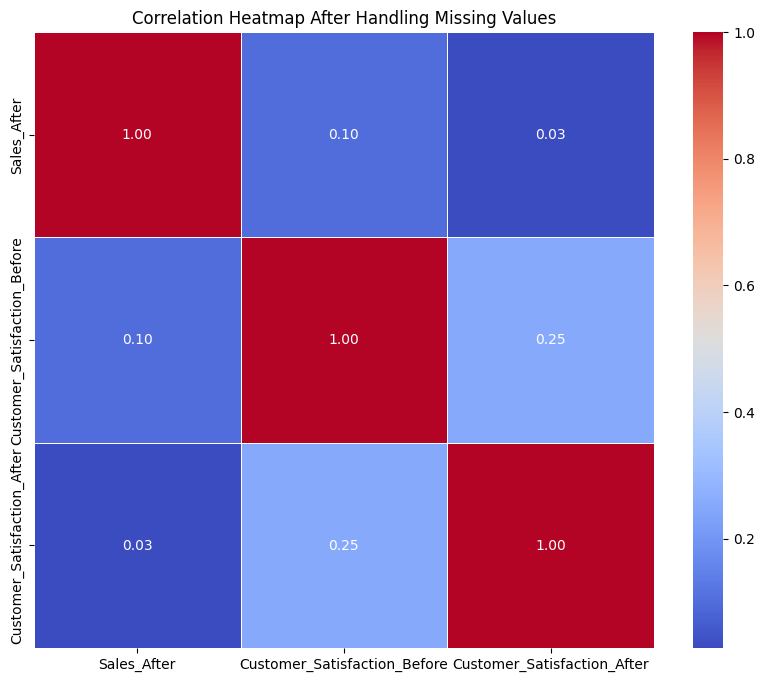 Correlation Heatmap After Handling Missing Values
Sales_After
1.00
0.10
0.03
Customer_Satisfaction_Before
0.10
1.00
0.25
Customer_Satisfaction_After
0.03
0.25
1.00
Sales_After
Customer_Satisfaction_Before
Customer_Satisfaction_After
1.0
0.8
0.6
0.4
0.2